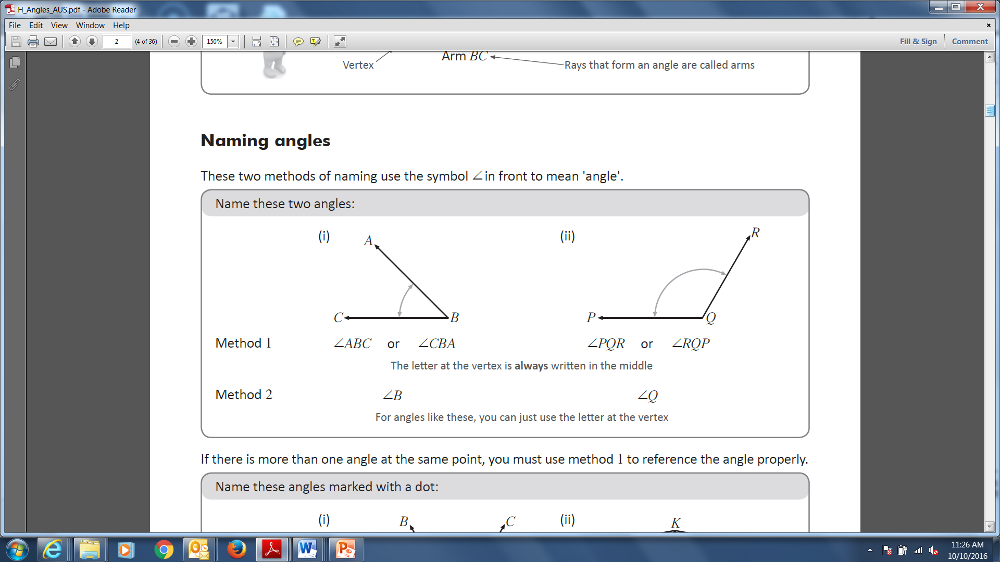 H_Angles_AUS.pdf - Adobe Reader
File Edit View Window Help
2 (4 of 36) 150% Fill & Sign Comment
Arm BC
Vertex Rays that form an angle are called arms
Naming angles
These two methods of naming use the symbol ∠ in front to mean 'angle'.
Name these two angles:
(i) A (ii) R
C B P Q
Method 1 ∠ABC or ∠CBA ∠PQR or ∠RQP
The letter at the vertex is always written in the middle
Method 2 ∠B ∠Q
For angles like these, you can just use the letter at the vertex
If there is more than one angle at the same point, you must use method 1 to reference the angle properly.
Name these angles marked with a dot:
(i) B C (ii) K
11:26 AM
10/10/2016